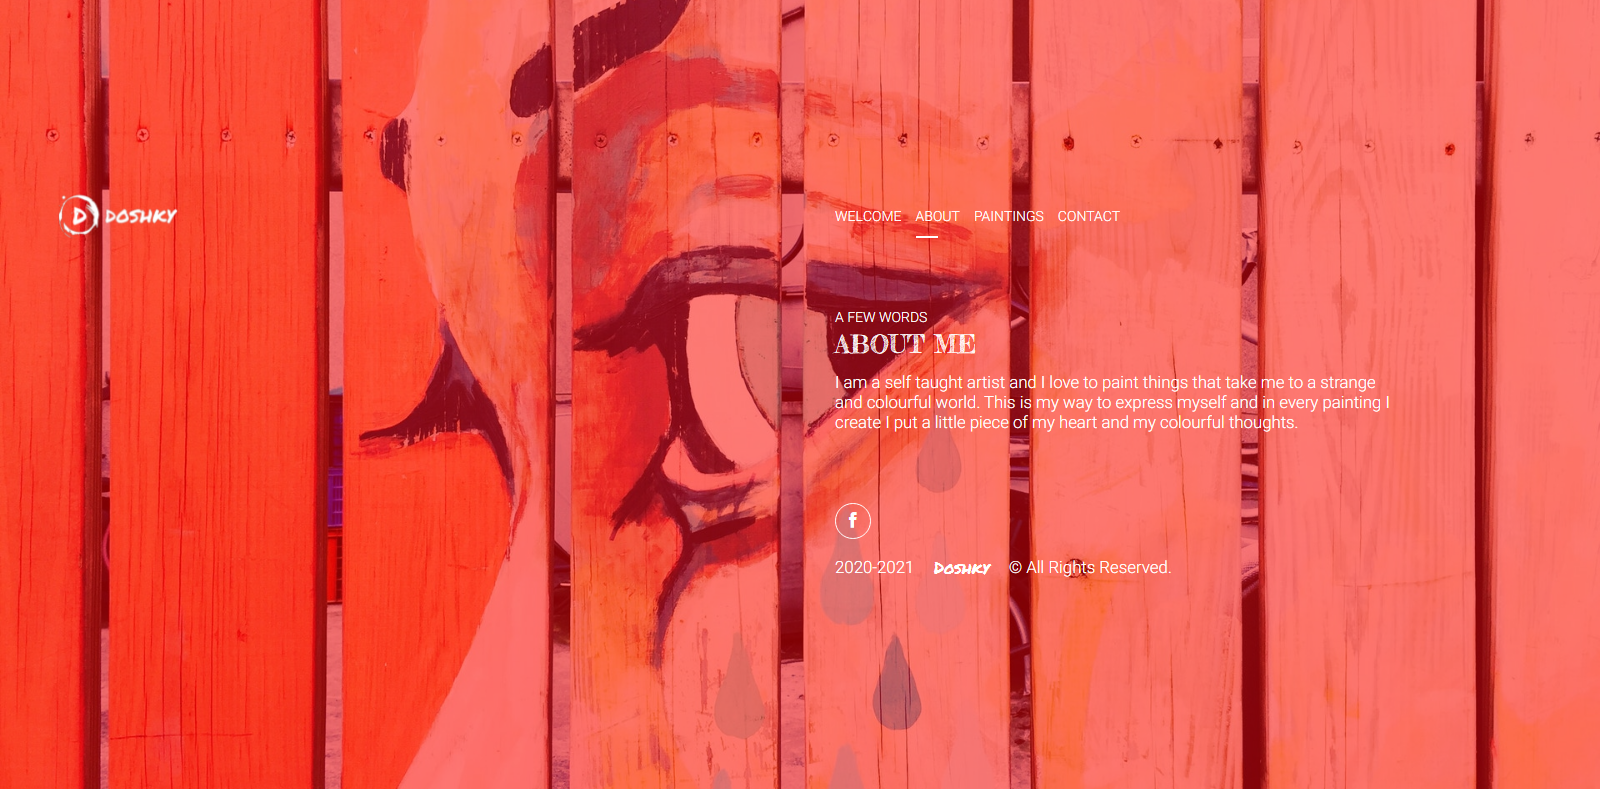 D DOSHKY
WELCOME ABOUT PAINTINGS CONTACT
A FEW WORDS
ABOUT ME
I am a self taught artist and I love to paint things that take me to a strange
and colourful world. This is my way to express myself and in every painting I
create I put a little piece of my heart and my colourful thoughts.
f
2020-2021 DOSHKY © All Rights Reserved.